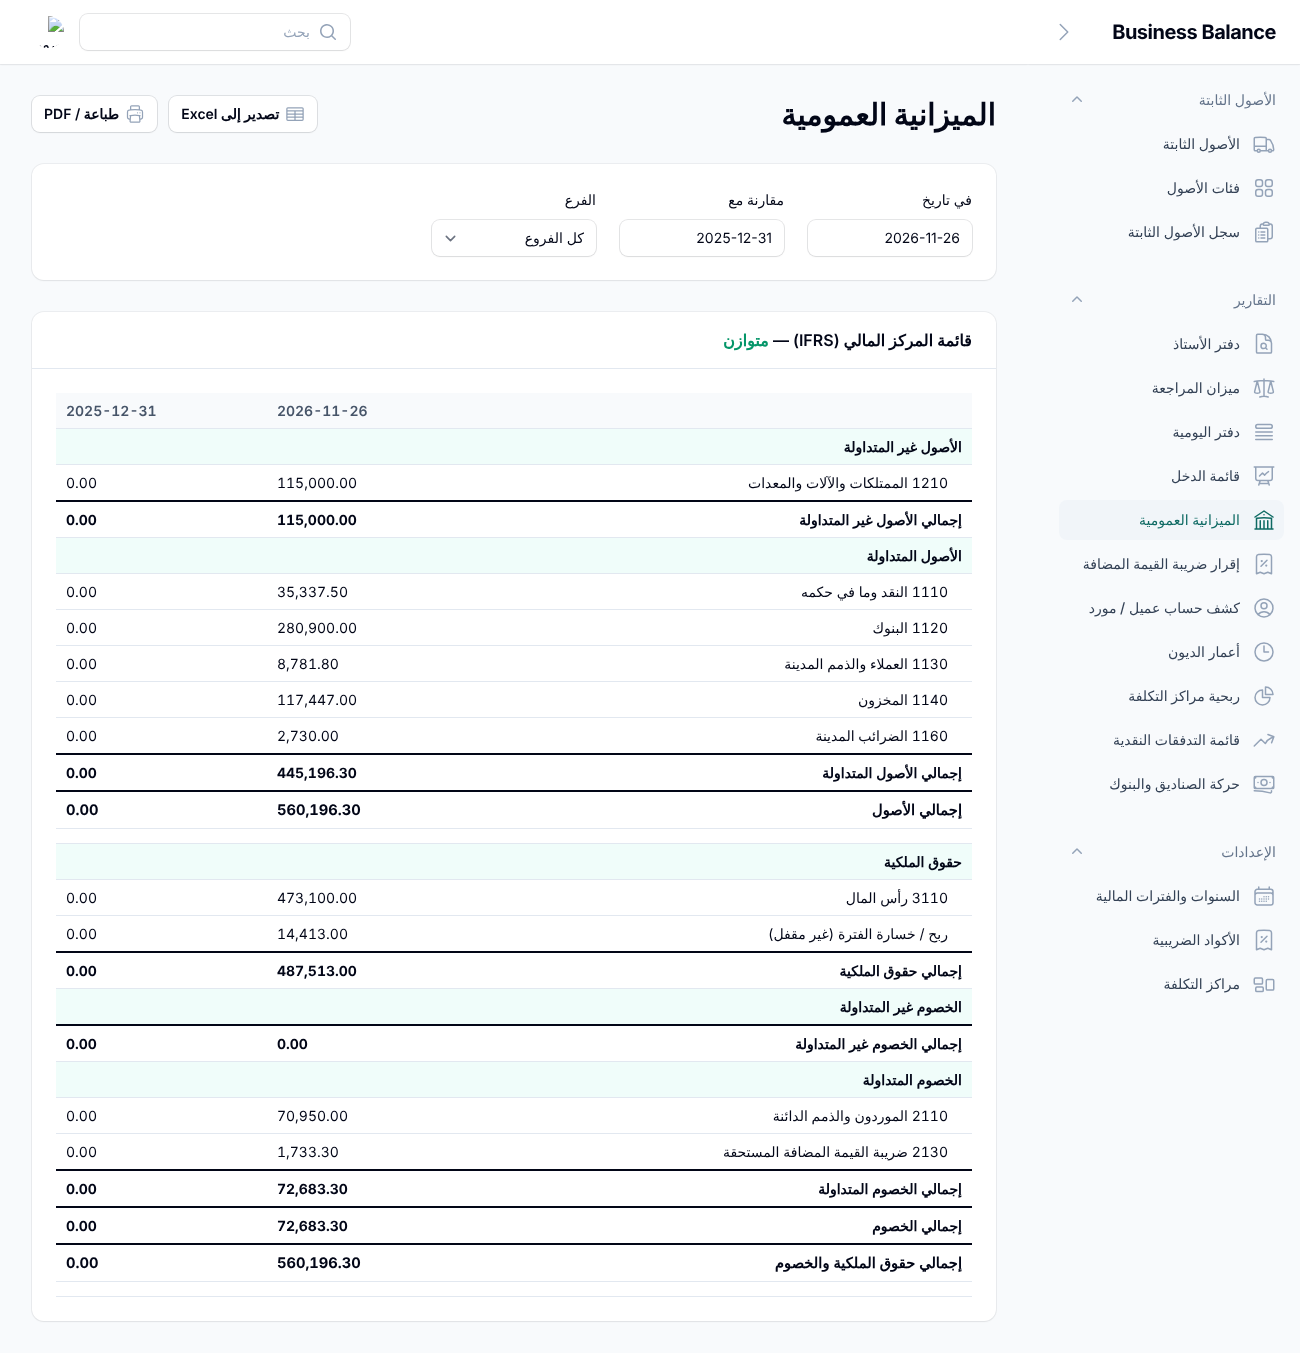 Business Balance
بحث
الأصول الثابتة
الأصول الثابتة
فئات الأصول
سجل الأصول الثابتة
التقارير
دفتر الأستاذ
ميزان المراجعة
دفتر اليومية
قائمة الدخل
الميزانية العمومية
إقرار ضريبة القيمة المضافة
كشف حساب عميل / مورد
أعمار الديون
ربحية مراكز التكلفة
قائمة التدفقات النقدية
حركة الصناديق والبنوك
الإعدادات
السنوات والفترات المالية
الأكواد الضريبية
مراكز التكلفة
الميزانية العمومية
تصدير إلى Excel
طباعة / PDF
في تاريخ
مقارنة مع
الفرع
2026-11-26
2025-12-31
كل الفروع
قائمة المركز المالي (IFRS) — متوازن
2026-11-26 2025-12-31
الأصول غير المتداولة
1210 الممتلكات والآلات والمعدات 115,000.00 0.00
إجمالي الأصول غير المتداولة 115,000.00 0.00
الأصول المتداولة
1110 النقد وما في حكمه 35,337.50 0.00
1120 البنوك 280,900.00 0.00
1130 العملاء والذمم المدينة 8,781.80 0.00
1140 المخزون 117,447.00 0.00
1160 الضرائب المدينة 2,730.00 0.00
إجمالي الأصول المتداولة 445,196.30 0.00
إجمالي الأصول 560,196.30 0.00
حقوق الملكية
3110 رأس المال 473,100.00 0.00
ربح / خسارة الفترة (غير مقفل) 14,413.00 0.00
إجمالي حقوق الملكية 487,513.00 0.00
الخصوم غير المتداولة
إجمالي الخصوم غير المتداولة 0.00 0.00
الخصوم المتداولة
2110 الموردون والذمم الدائنة 70,950.00 0.00
2130 ضريبة القيمة المضافة المستحقة 1,733.30 0.00
إجمالي الخصوم المتداولة 72,683.30 0.00
إجمالي الخصوم 72,683.30 0.00
إجمالي حقوق الملكية والخصوم 560,196.30 0.00